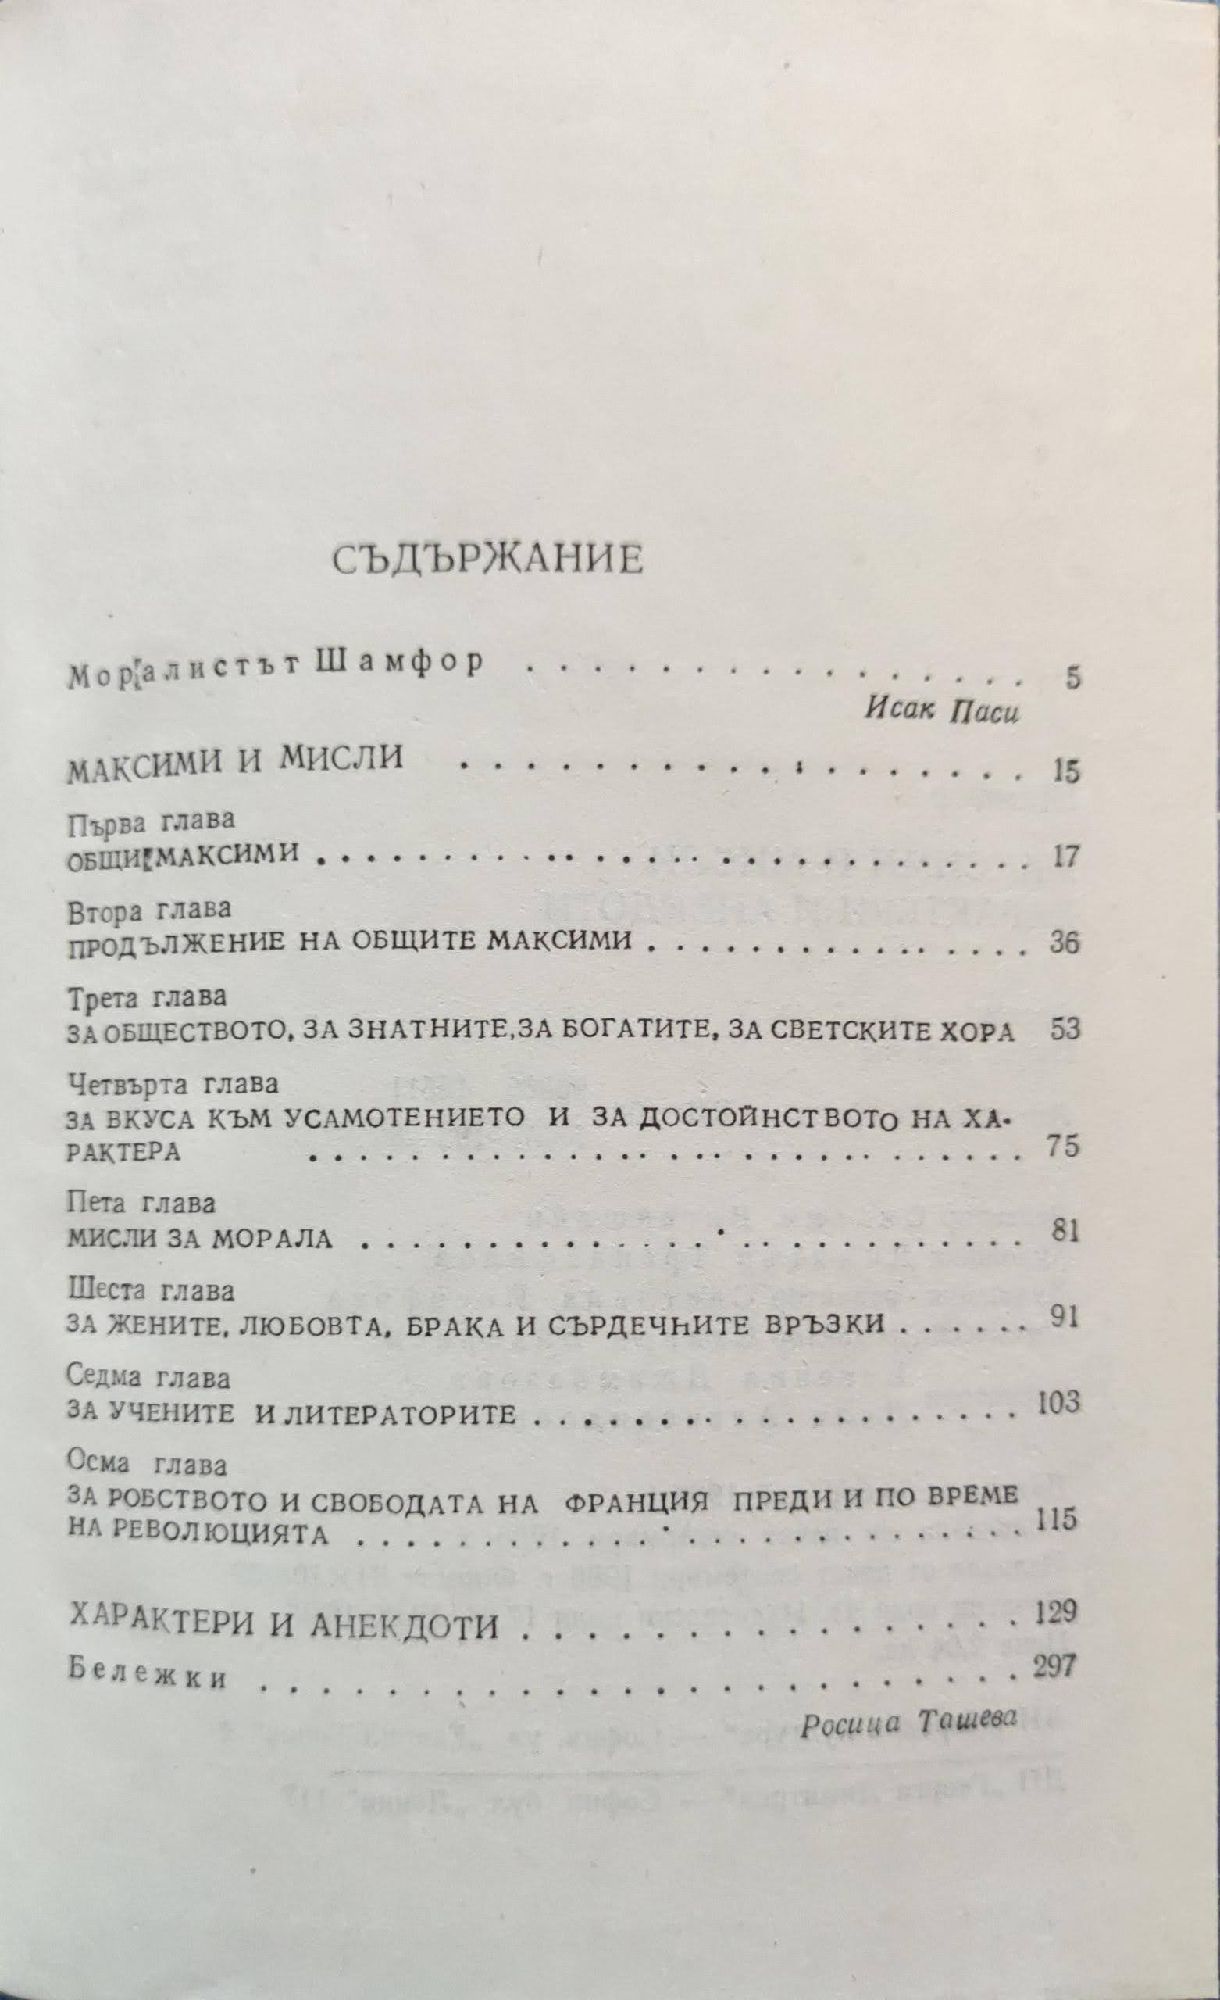 СЪДЪРЖАНИЕ
Моралистът Шамфор . . . . . . . . . . . . . . . 5
Исак Паси
МАКСИМИ И МИСЛИ . . . . . . . . . . . . . . . . . 15
Първа глава
ОБЩИ МАКСИМИ . . . . . . . . . . . . . . . . . . . . . 17
Втора глава
ПРОДЪЛЖЕНИЕ НА ОБЩИТЕ МАКСИМИ . . . . . . . . . . . . . 36
Трета глава
ЗА ОБЩЕСТВОТО, ЗА ЗНАТНИТЕ, ЗА БОГАТИТЕ, ЗА СВЕТСКИТЕ ХОРА 53
Четвърта глава
ЗА ВКУСА КЪМ УСАМОТЕНИЕТО И ЗА ДОСТОЙНСТВОТО НА ХА-
РАКТЕРА . . . . . . . . . . . . . . . . . . . . . 75
Пета глава
МИСЛИ ЗА МОРАЛА . . . . . . . . . . . . . . . . . . . . 81
Шеста глава
ЗА ЖЕНИТЕ, ЛЮБОВТА, БРАКА И СЪРДЕЧНИТЕ ВРЪЗКИ . . . . . . 91
Седма глава
ЗА УЧЕНИТЕ И ЛИТЕРАТОРИТЕ . . . . . . . . . . . . . . . 103
Осма глава
ЗА РОБСТВОТО И СВОБОДАТА НА ФРАНЦИЯ ПРЕДИ И ПО ВРЕМЕ
НА РЕВОЛЮЦИЯТА . . . . . . . . . . . . . . . . . . . 115
ХАРАКТЕРИ И АНЕКДОТИ . . . . . . . . . . . . . . . 129
Бележки . . . . . . . . . . . . . . . . . . . . 297
Росица Ташева